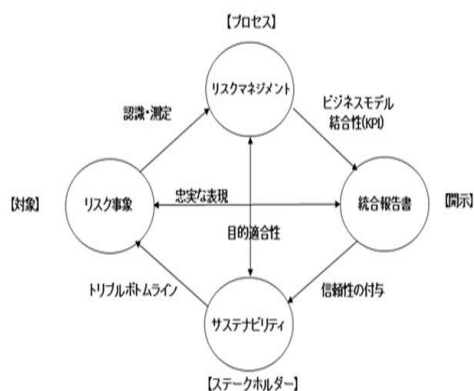 【プロセス】
リスクマネジメント
認識・測定
ビジネスモデル
結合性(KPI)
【対象】
リスク事象
忠実な表現
統合報告書
【開示】
目的適合性
トリプルボトムライン
信頼性の付与
サステナビリティ
【ステークホルダー】